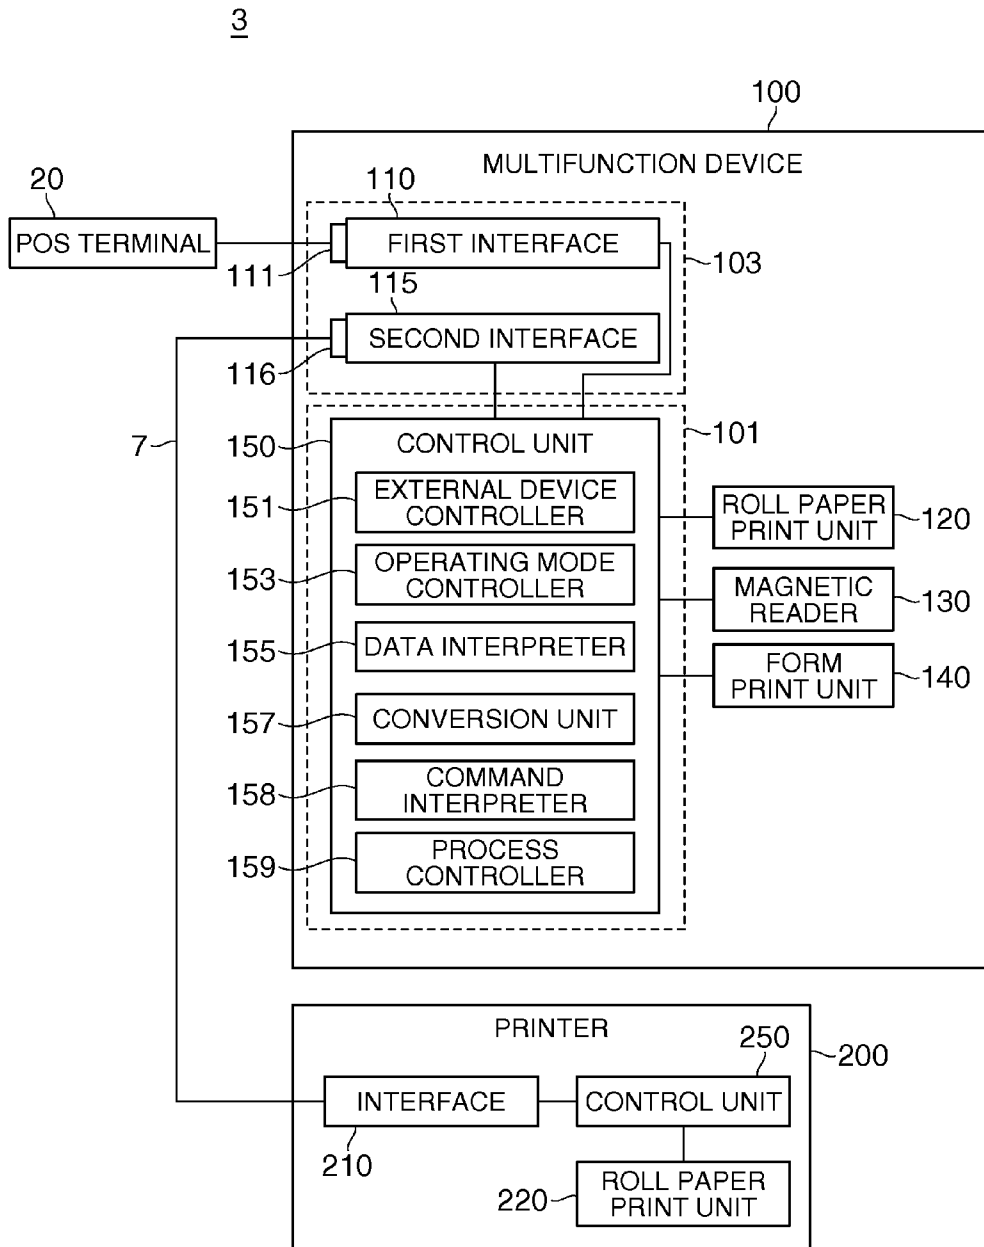 3
100
MULTIFUNCTION DEVICE
20
110
POS TERMINAL
FIRST INTERFACE
111
103
115
SECOND INTERFACE
116
7
150
CONTROL UNIT
101
151
EXTERNAL DEVICE
CONTROLLER
ROLL PAPER
PRINT UNIT
120
153
OPERATING MODE
CONTROLLER
MAGNETIC
READER
130
155
DATA INTERPRETER
FORM
PRINT UNIT
140
157
CONVERSION UNIT
158
COMMAND
INTERPRETER
159
PROCESS
CONTROLLER
PRINTER
250
200
INTERFACE
CONTROL UNIT
210
220
ROLL PAPER
PRINT UNIT